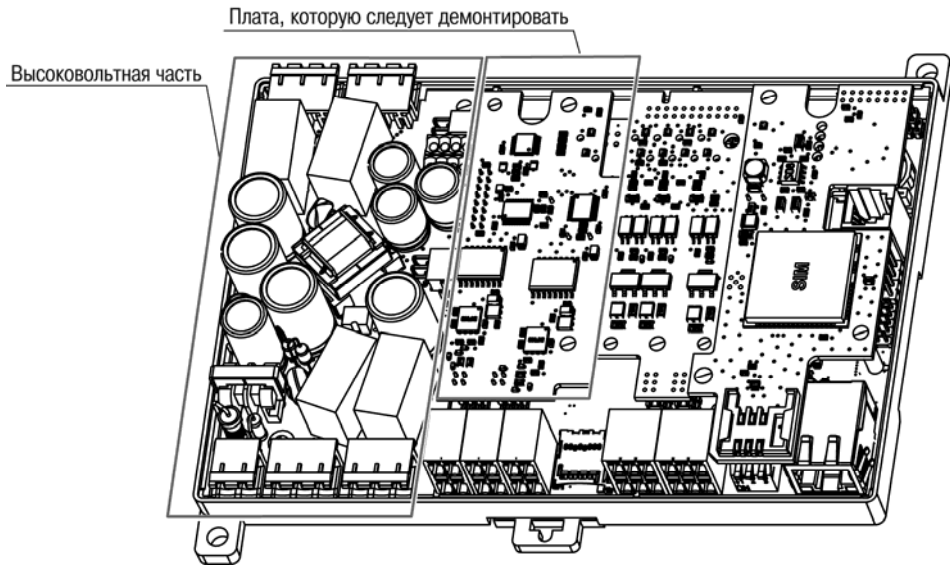 Плата, которую следует демонтировать
Высоковольтная часть
SIM